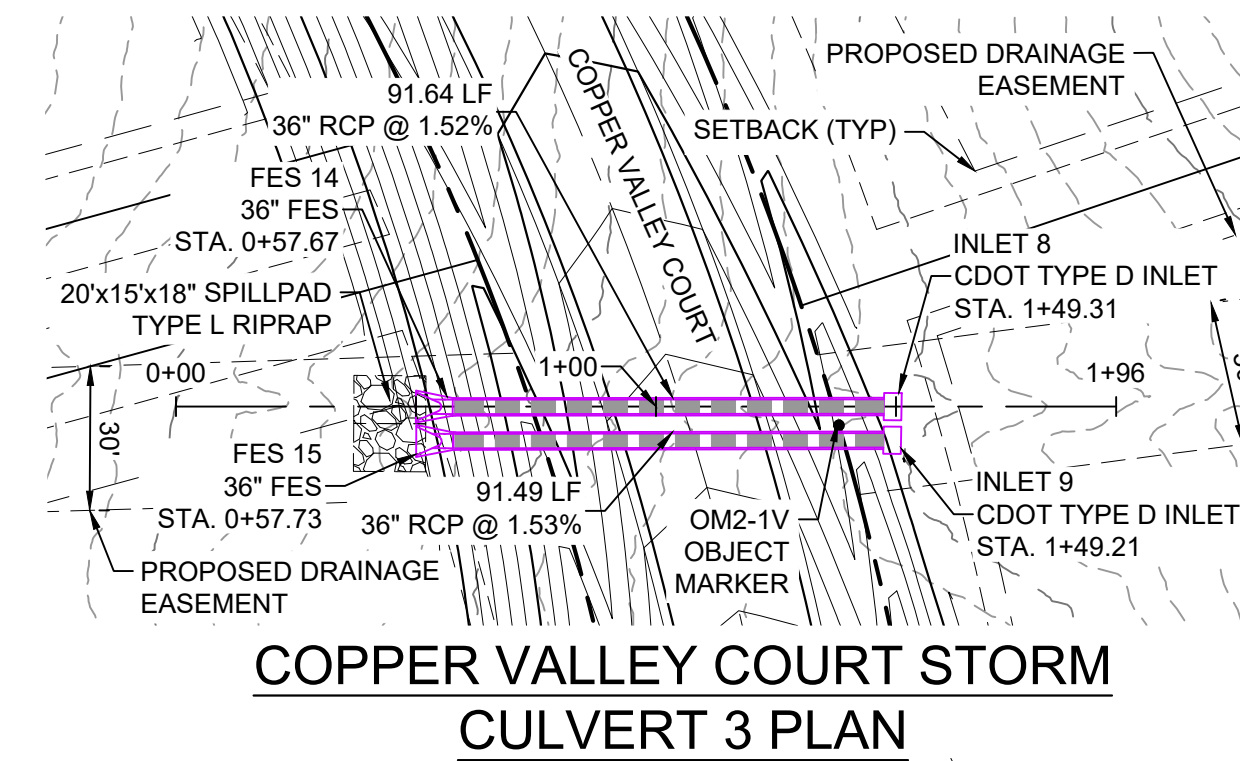 91.64 LF
36" RCP @ 1.52%
FES 14
36" FES
STA. 0+57.67
20'x15'x18" SPILLPAD
TYPE L RIPRAP
0+00
30'
FES 15
36" FES
STA. 0+57.73
PROPOSED DRAINAGE
EASEMENT
COPPER VALLEY COURT
1+00
91.49 LF
36" RCP @ 1.53%
OM2-1V
OBJECT
MARKER
PROPOSED DRAINAGE
EASEMENT
SETBACK (TYP)
INLET 8
CDOT TYPE D INLET
STA. 1+49.31
1+96
INLET 9
CDOT TYPE D INLET
STA. 1+49.21
COPPER VALLEY COURT STORM
CULVERT 3 PLAN